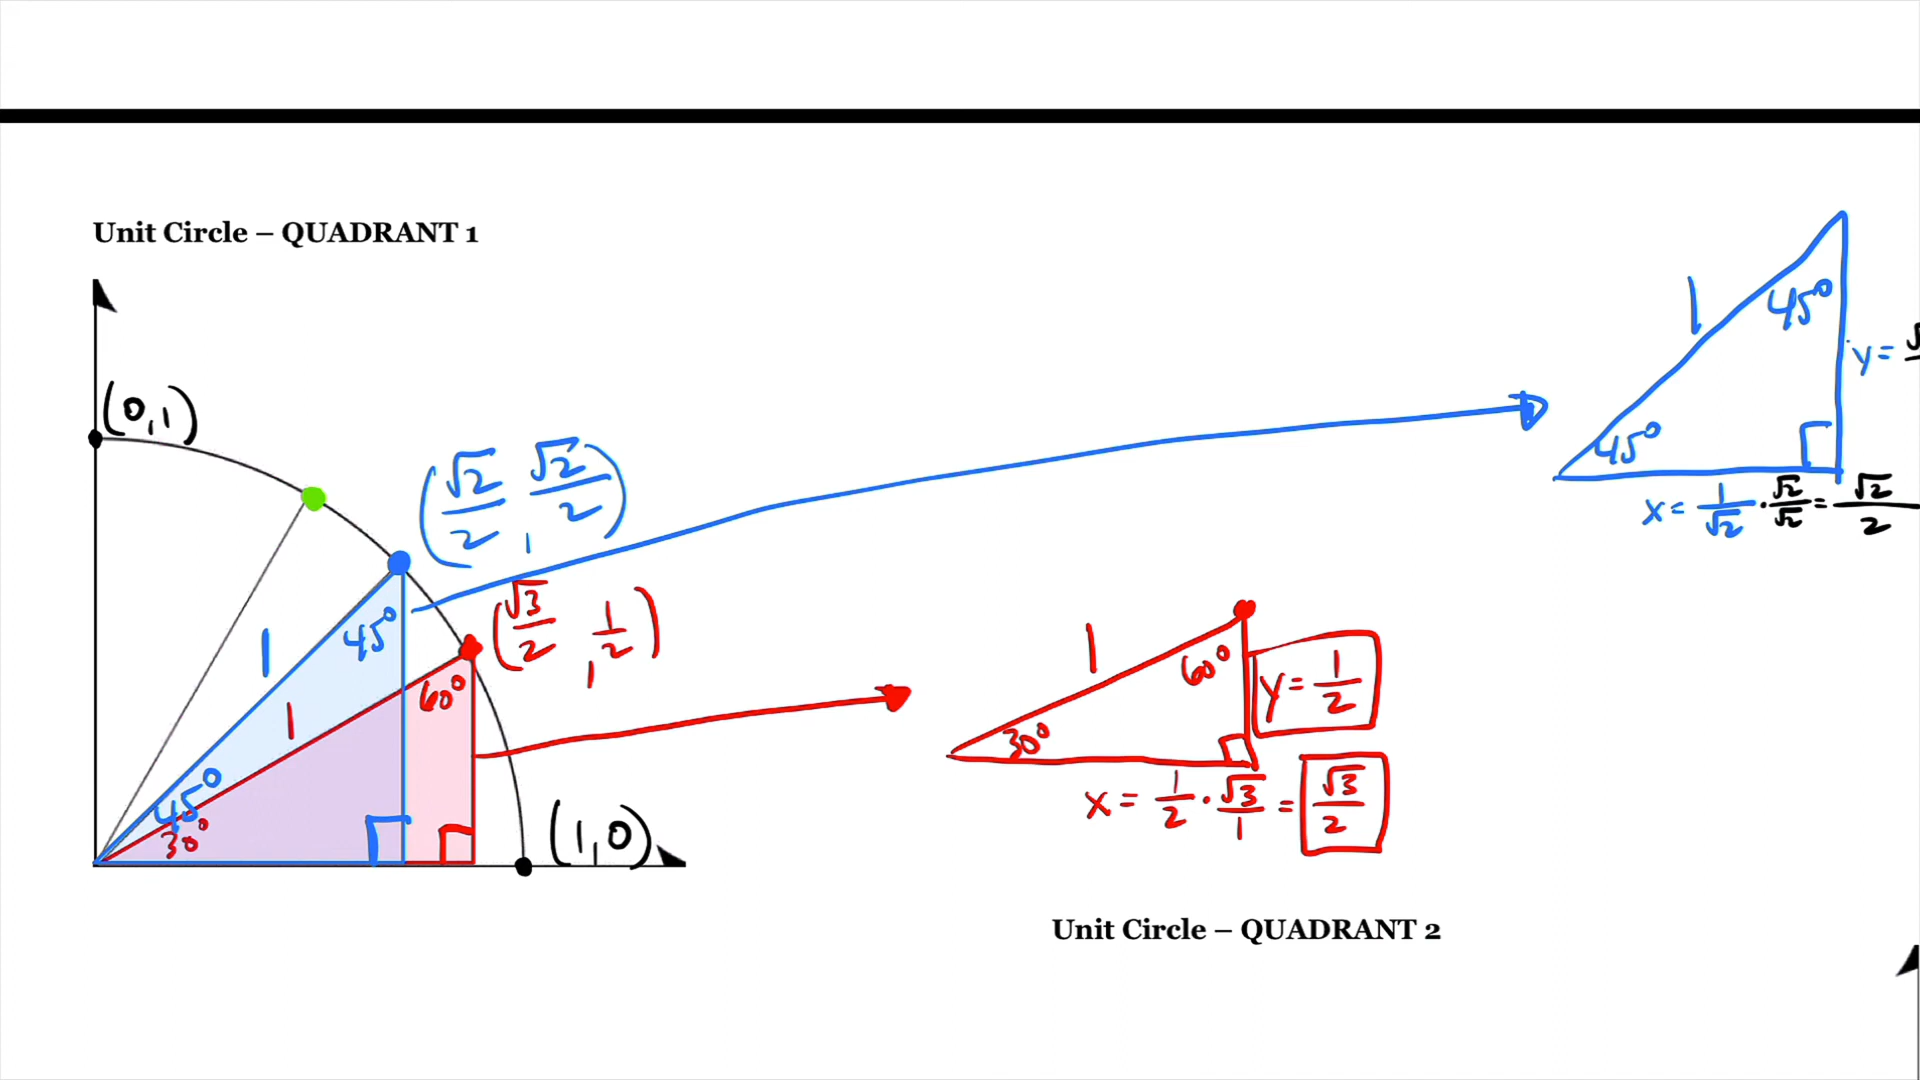 Unit Circle – QUADRANT 1
(0,1)
(√2/2, √2/2)
45°
1
(√3/2, 1/2)
60°
1
45°
30°
(1,0)
1
45°
45°
y =
x = 1/√2 · √2/√2 = √2/2
1
60°
30°
y = 1/2
x = 1/2 · √3/1 = √3/2
Unit Circle – QUADRANT 2